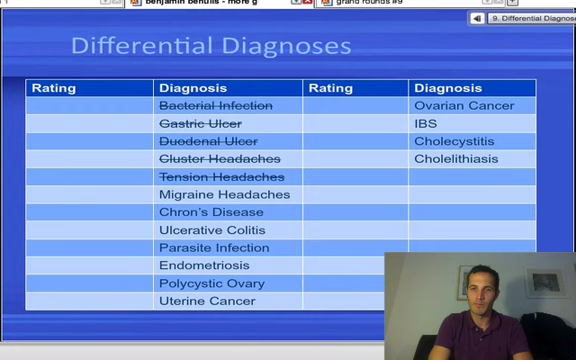 benjamin benulis - more g
grand rounds #9
9. Differential Diagnose
Differential Diagnoses
Rating Diagnosis Rating Diagnosis
Bacterial Infection Ovarian Cancer
Gastric Ulcer IBS
Duodenal Ulcer Cholecystitis
Cluster Headaches Cholelithiasis
Tension Headaches
Migraine Headaches
Chron's Disease
Ulcerative Colitis
Parasite Infection
Endometriosis
Polycystic Ovary
Uterine Cancer